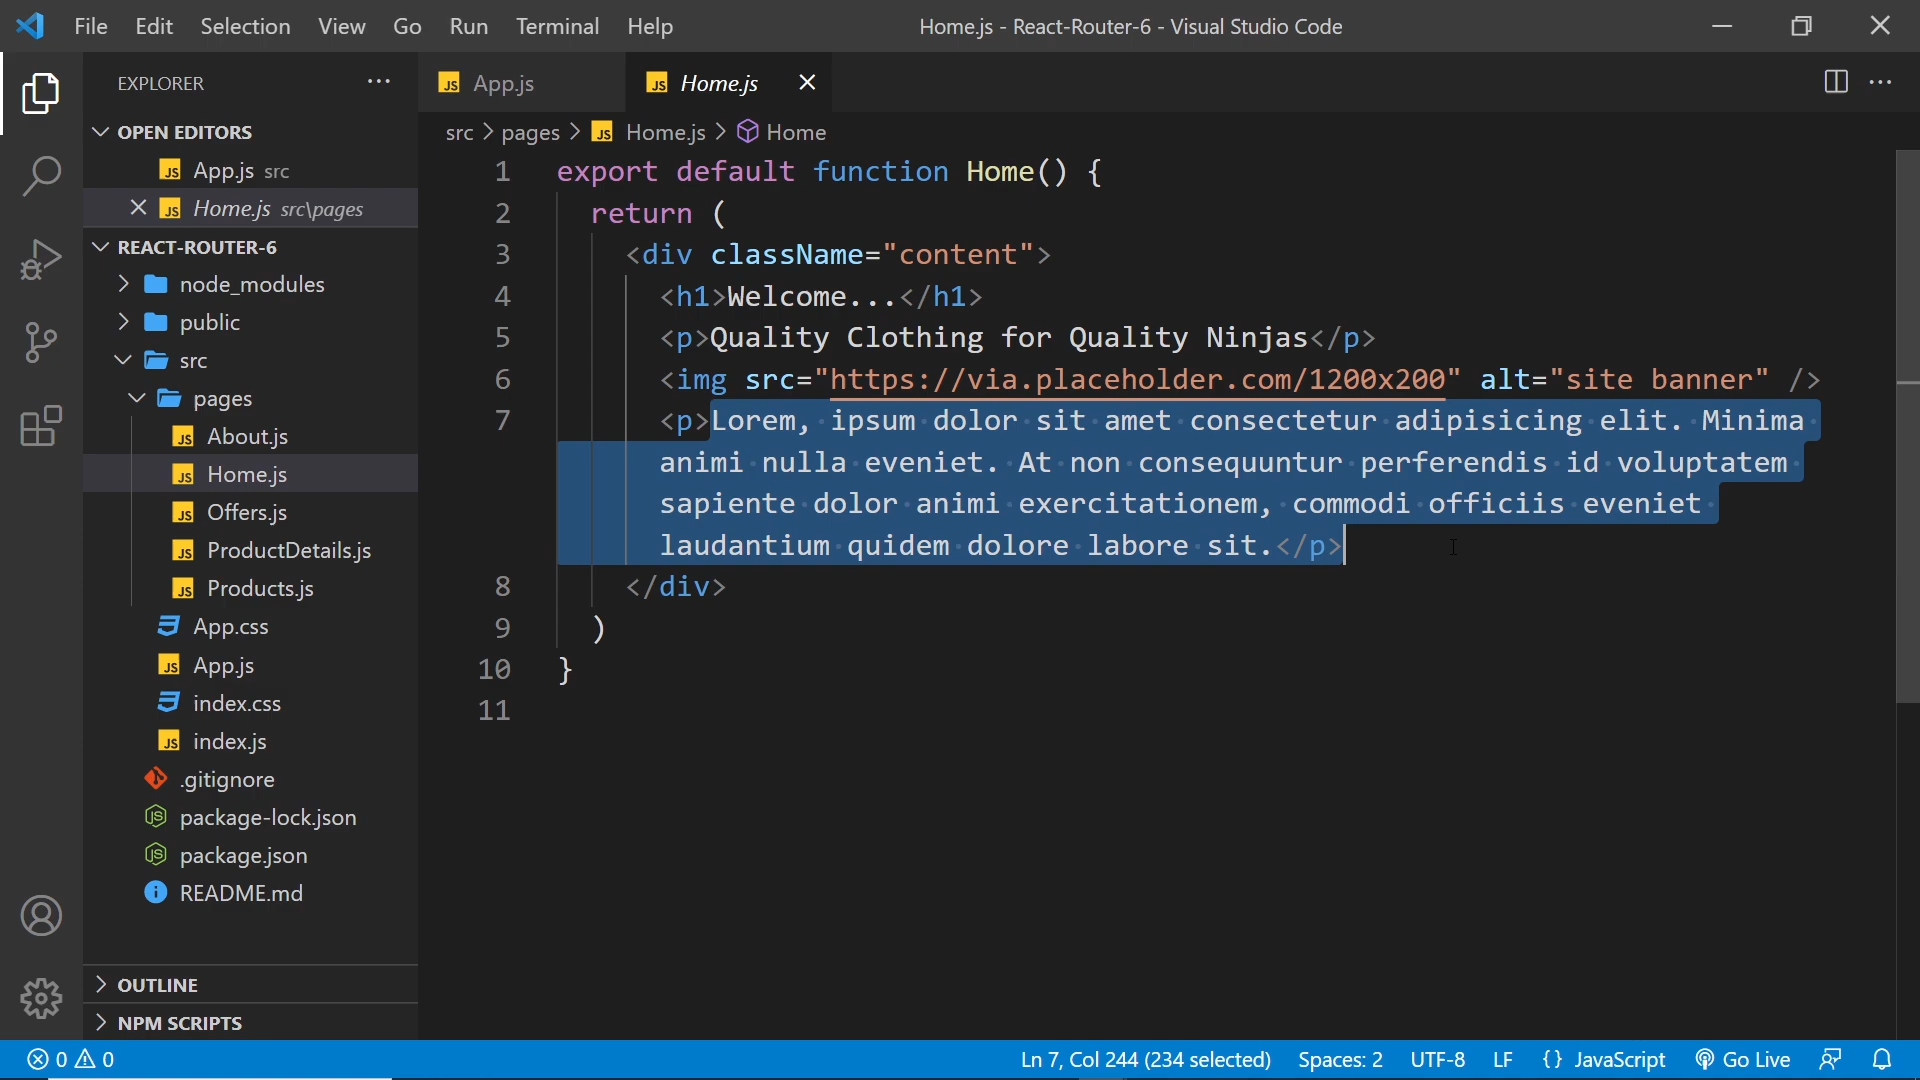 File Edit Selection View Go Run Terminal Help
Home.js - React-Router-6 - Visual Studio Code
EXPLORER
OPEN EDITORS
App.js src
Home.js src\pages
REACT-ROUTER-6
node_modules
public
src
pages
About.js
Home.js
Offers.js
ProductDetails.js
Products.js
App.css
App.js
index.css
index.js
.gitignore
package-lock.json
package.json
README.md
OUTLINE
NPM SCRIPTS
App.js
Home.js
src > pages > Home.js > Home
1 export default function Home() {
2 return (
3 <div className="content">
4 <h1>Welcome...</h1>
5 <p>Quality Clothing for Quality Ninjas</p>
6 <img src="https://via.placeholder.com/1200x200" alt="site banner" />
7 <p>Lorem, ipsum dolor sit amet consectetur adipisicing elit. Minima
animi nulla eveniet. At non consequuntur perferendis id voluptatem
sapiente dolor animi exercitationem, commodi officiis eveniet
laudantium quidem dolore labore sit.</p>
8 </div>
9 )
10 }
11
0 0 Ln 7, Col 244 (234 selected) Spaces: 2 UTF-8 LF {} JavaScript Go Live